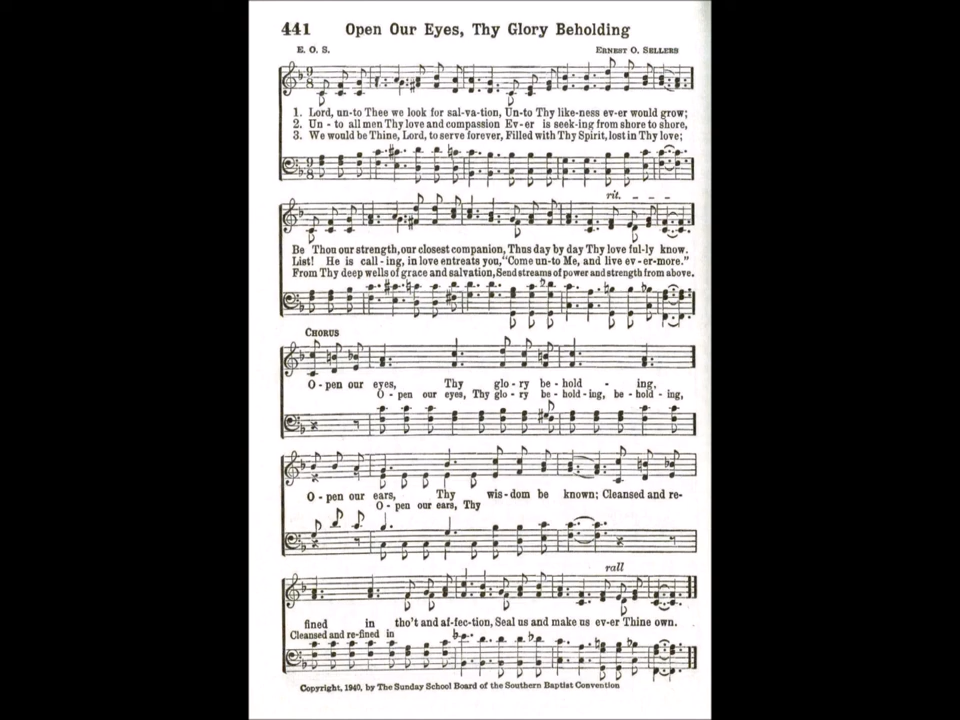 441 Open Our Eyes, Thy Glory Beholding
E. O. S. ERNEST O. SELLERS
1. Lord, un-to Thee we look for sal-va-tion, Un-to Thy like-ness ev-er would grow;
2. Un - to all men Thy love and compassion Ev-er is seek-ing from shore to shore,
3. We would be Thine, Lord, to serve forever, Filled with Thy Spirit, lost in Thy love;
rit.
Be Thou our strength, our closest companion, Thus day by day Thy love ful-ly know.
List! He is call-ing, in love entreats you, "Come un-to Me, and live ev-er-more."
From Thy deep wells of grace and salvation, Send streams of power and strength from above.
CHORUS
O - pen our eyes, Thy glo - ry be - hold - ing,
O - pen our eyes, Thy glo - ry be - hold-ing, be - hold - ing,
O - pen our ears, Thy wis - dom be known; Cleansed and re-
O - pen our ears, Thy
rall
fined in tho't and af-fec-tion, Seal us and make us ev-er Thine own.
Cleansed and re-fined in
Copyright, 1940, by The Sunday School Board of the Southern Baptist Convention